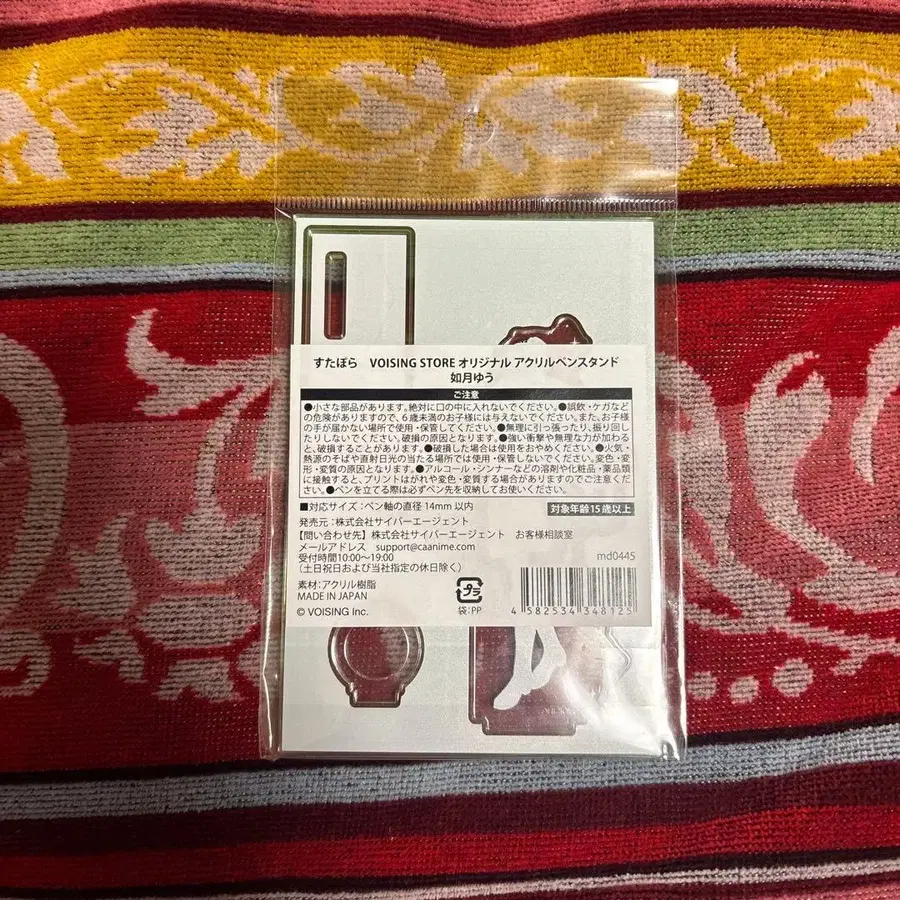 すたぽら　VOISING STORE オリジナル アクリルペンスタンド
如月ゆう
ご注意
●小さな部品があります。絶対に口の中に入れないでください。●誤飲・ケガなど
の危険がありますので、6歳未満のお子様には与えないでください。また、お子様
の手が届かない場所で使用・保管してください。●無理に引っ張ったり、振り回し
たりしないでください。破損の原因となります。●強い衝撃や無理な力が加わる
と、破損することがあります。●破損した場合は使用をおやめください。●火気・
熱源のそばや直射日光の当たる場所では使用・保管しないでください。変色・変
形・変質の原因となります。●アルコール・シンナーなどの溶剤や化粧品・薬品類
に接触すると、プリントはがれや変色・変質する場合がありますのでご注意くださ
い。●ペンを立てる際は必ずペン先を収納してお使いください。
■対応サイズ：ペン軸の直径 14mm 以内
対象年齢15歳以上
発売元：株式会社サイバーエージェント
【問い合わせ先】株式会社サイバーエージェント　お客様相談室
メールアドレス　support@caanime.com
受付時間10:00〜19:00
（土日祝日および当社指定の休日除く）
md0445
素材：アクリル樹脂
MADE IN JAPAN
© VOISING Inc.
プラ
袋：PP
4 582534 348125